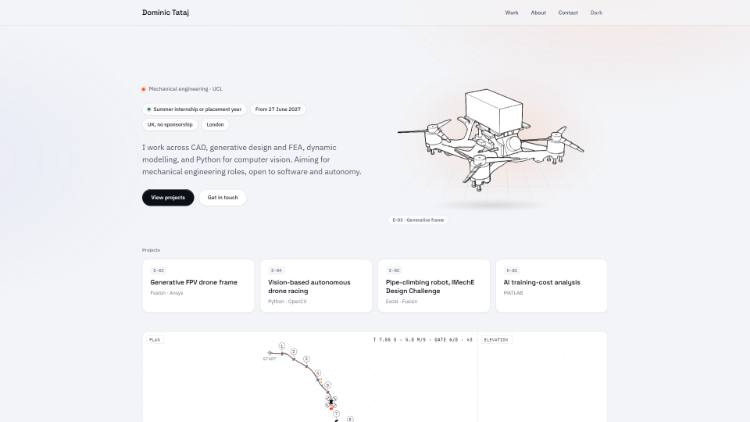 Dominic Tataj
Work About Contact Dark
Mechanical engineering · UCL
Summer internship or placement year
From 27 June 2027
UK, no sponsorship
London
I work across CAD, generative design and FEA, dynamic
modelling, and Python for computer vision. Aiming for
mechanical engineering roles, open to software and autonomy.
View projects
Get in touch
Generative frame
Projects
Generative FPV drone frame
Fusion · Ansys
Vision-based autonomous
drone racing
Python · OpenCV
Pipe-climbing robot, IMechE
Design Challenge
Excel · Fusion
AI training-cost analysis
MATLAB
PLAN
ELEVATION
START